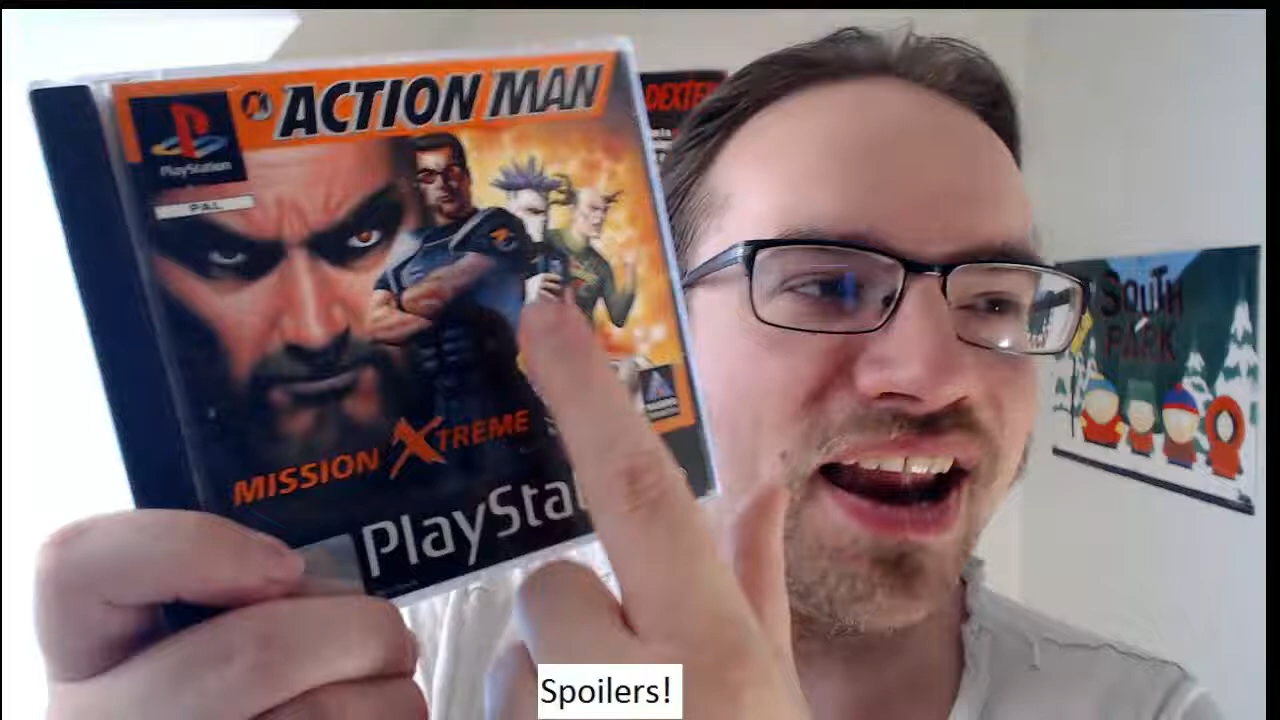 ACTION MAN
PlayStation
PAL
DEXTE
SOUTH
PARK
MISSION XTREME
PlaySta
Spoilers!